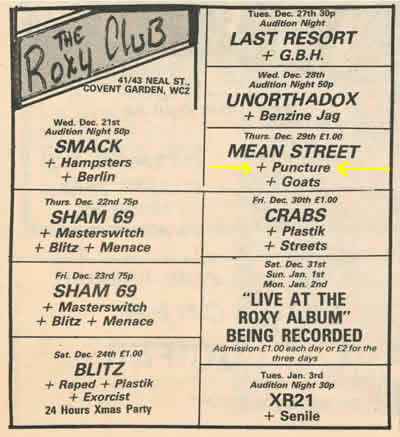 THE
Roxy Club
41/43 NEAL ST.,
COVENT GARDEN, WC2
Wed. Dec. 21st
Audition Night 50p
SMACK
+ Hampsters
+ Berlin
Thurs. Dec. 22nd 75p
SHAM 69
+ Masterswitch
+ Blitz + Menace
Fri. Dec. 23rd 75p
SHAM 69
+ Masterswitch
+ Blitz + Menace
Sat. Dec. 24th £1.00
BLITZ
+ Raped + Plastik
+ Exorcist
24 Hours Xmas Party
Tues. Dec. 27th 30p
Audition Night
LAST RESORT
+ G.B.H.
Wed. Dec. 28th
Audition Night 50p
UNORTHADOX
+ Benzine Jag
Thurs. Dec. 29th £1.00
MEAN STREET
+ Puncture
+ Goats
Fri. Dec. 30th £1.00
CRABS
+ Plastik
+ Streets
Sat. Dec. 31st
Sun. Jan. 1st
Mon. Jan. 2nd
"LIVE AT THE
ROXY ALBUM"
BEING RECORDED
Admission £1.00 each day or £2 for the
three days
Tues. Jan. 3rd
Audition Night 30p
XR21
+ Senile